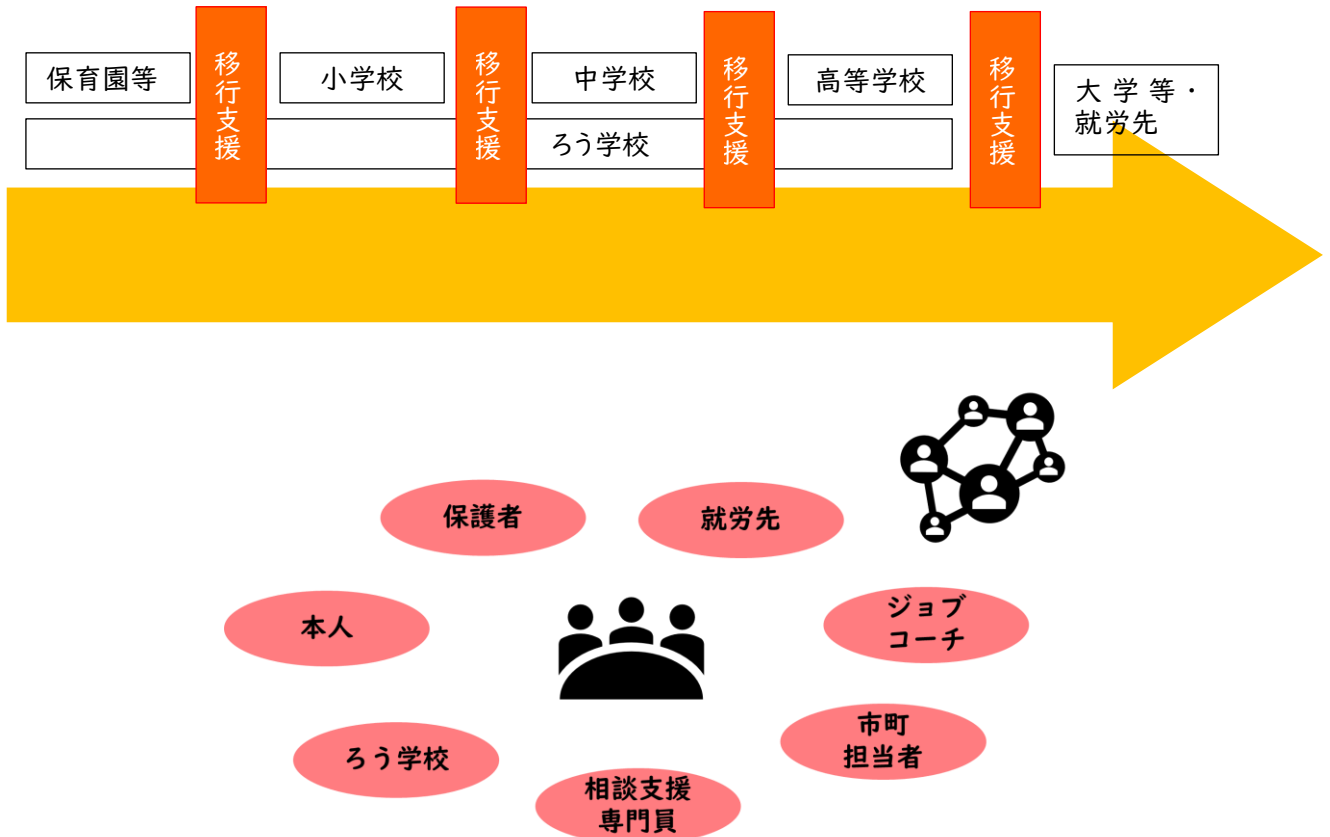 保育園等
移行支援
小学校
移行支援
中学校
移行支援
高等学校
移行支援
大学等・
就労先
ろう学校
保護者
就労先
本人
ジョブ
コーチ
ろう学校
市町
担当者
相談支援
専門員